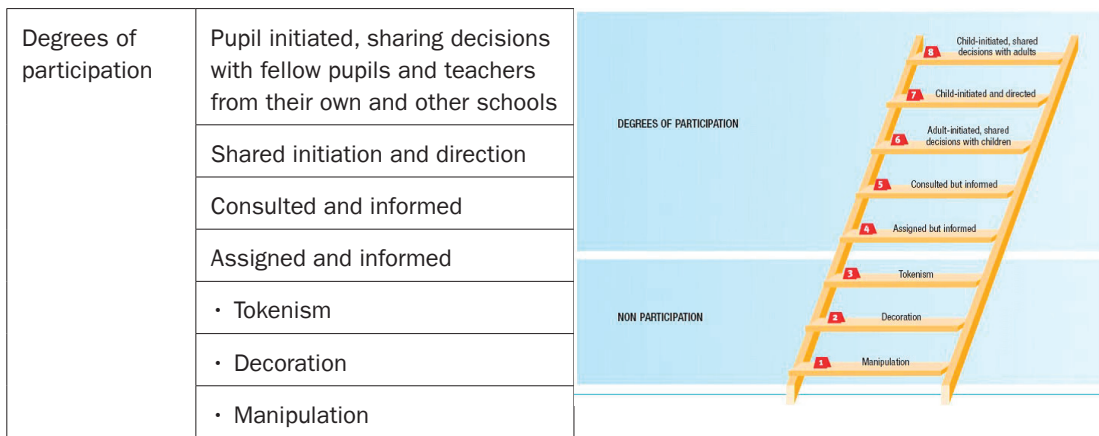 Degrees of
participation
Pupil initiated, sharing decisions
with fellow pupils and teachers
from their own and other schools
Shared initiation and direction
Consulted and informed
Assigned and informed
· Tokenism
· Decoration
· Manipulation
DEGREES OF PARTICIPATION
NON PARTICIPATION
8 Child-initiated, shared
decisions with adults
7 Child-initiated and directed
6 Adult-initiated, shared
decisions with children
5 Consulted but informed
4 Assigned but informed
3 Tokenism
2 Decoration
1 Manipulation